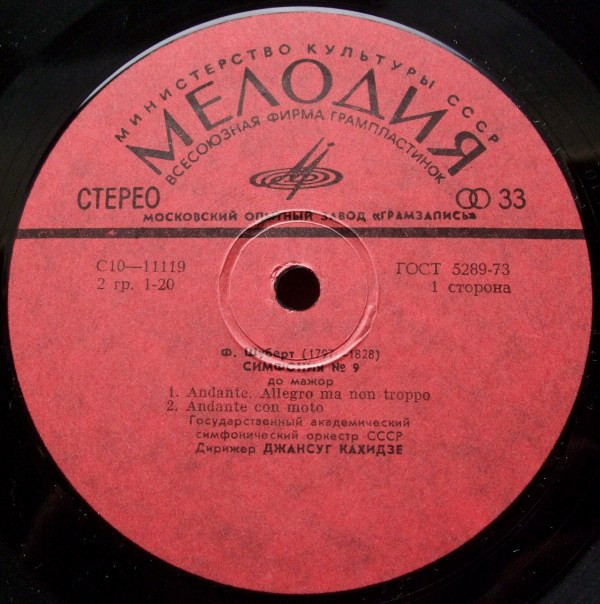 МИНИСТЕРСТВО КУЛЬТУРЫ СССР
МЕЛОДИЯ
ВСЕСОЮЗНАЯ ФИРМА ГРАМПЛАСТИНОК
СТЕРЕО
33
МОСКОВСКИЙ ОПЫТНЫЙ ЗАВОД «ГРАМЗАПИСЬ»
С10—11119
ГОСТ 5289-73
2 гр. 1-20
1 сторона
Ф. Шуберт (1797—1828)
СИМФОНИЯ № 9
до мажор
1. Andante. Allegro ma non troppo
2. Andante con moto
Государственный академический
симфонический оркестр СССР
Дирижер ДЖАНСУГ КАХИДЗЕ